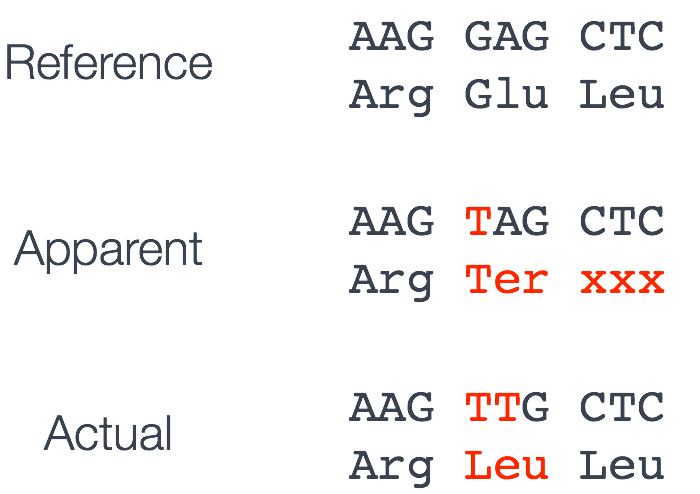 Reference
AAG GAG CTC
Arg Glu Leu
Apparent
AAG TAG CTC
Arg Ter xxx
Actual
AAG TTG CTC
Arg Leu Leu